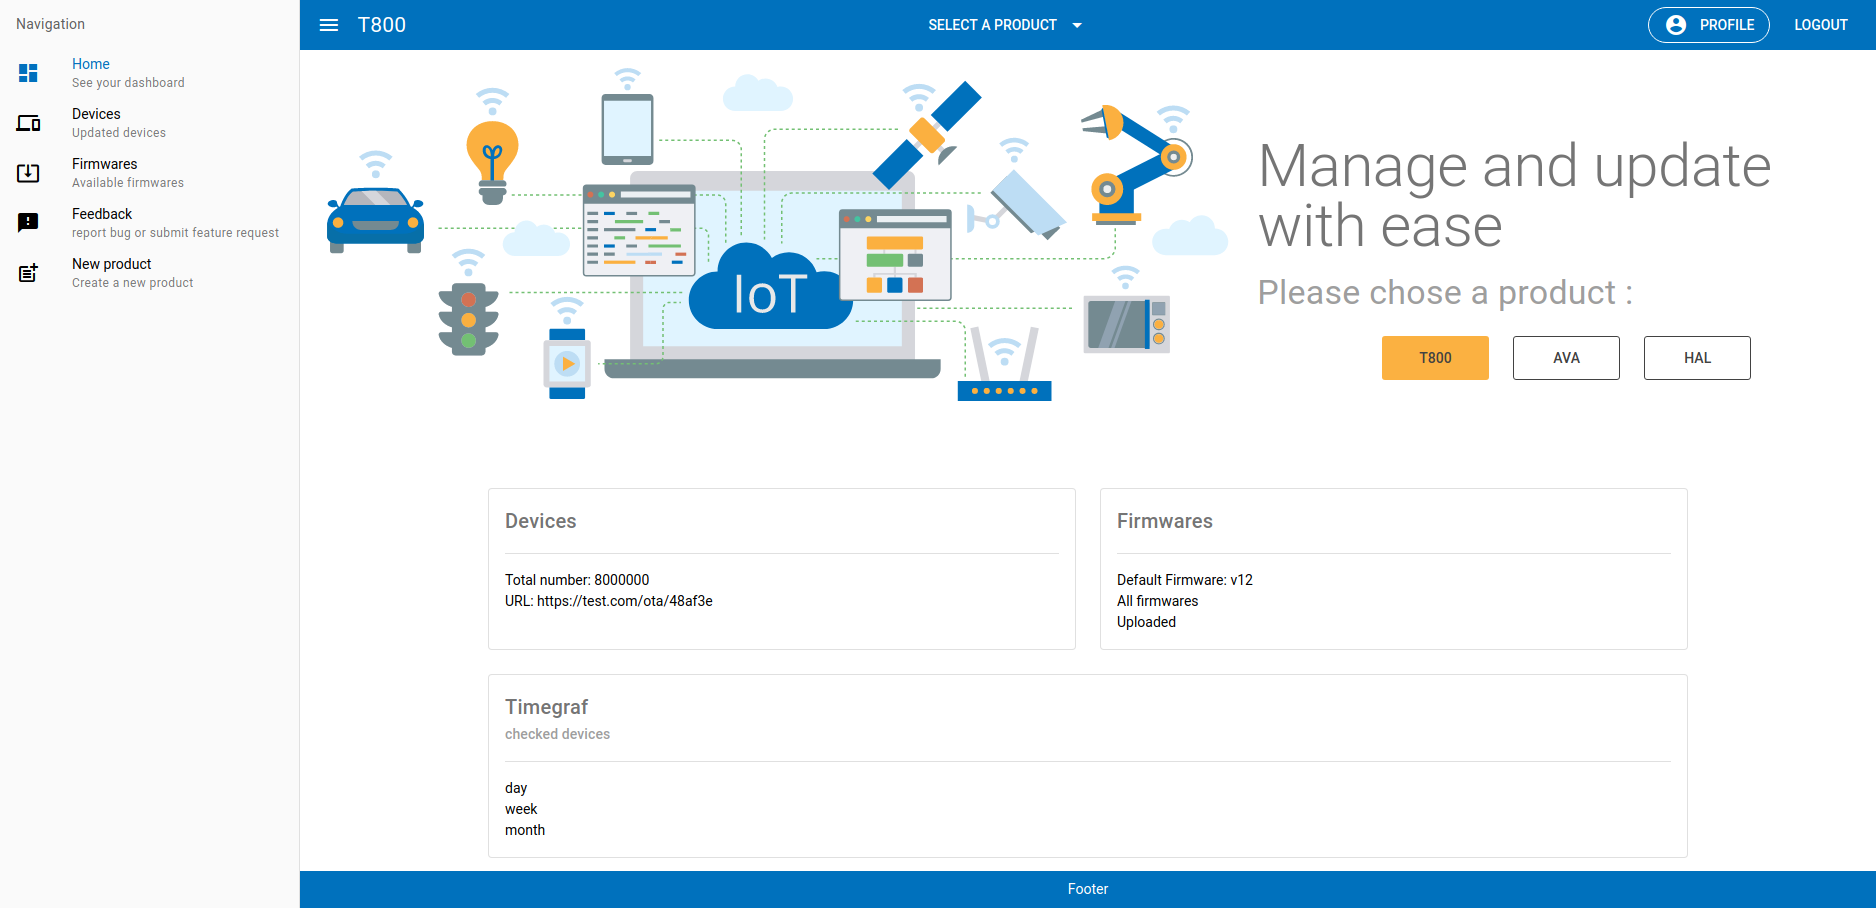 Navigation
Home
See your dashboard
Devices
Updated devices
Firmwares
Available firmwares
Feedback
report bug or submit feature request
New product
Create a new product
T800
SELECT A PRODUCT
PROFILE
LOGOUT
IoT
Manage and update
with ease
Please chose a product :
T800
AVA
HAL
Devices
Total number: 8000000
URL: https://test.com/ota/48af3e
Firmwares
Default Firmware: v12
All firmwares
Uploaded
Timegraf
checked devices
day
week
month
Footer